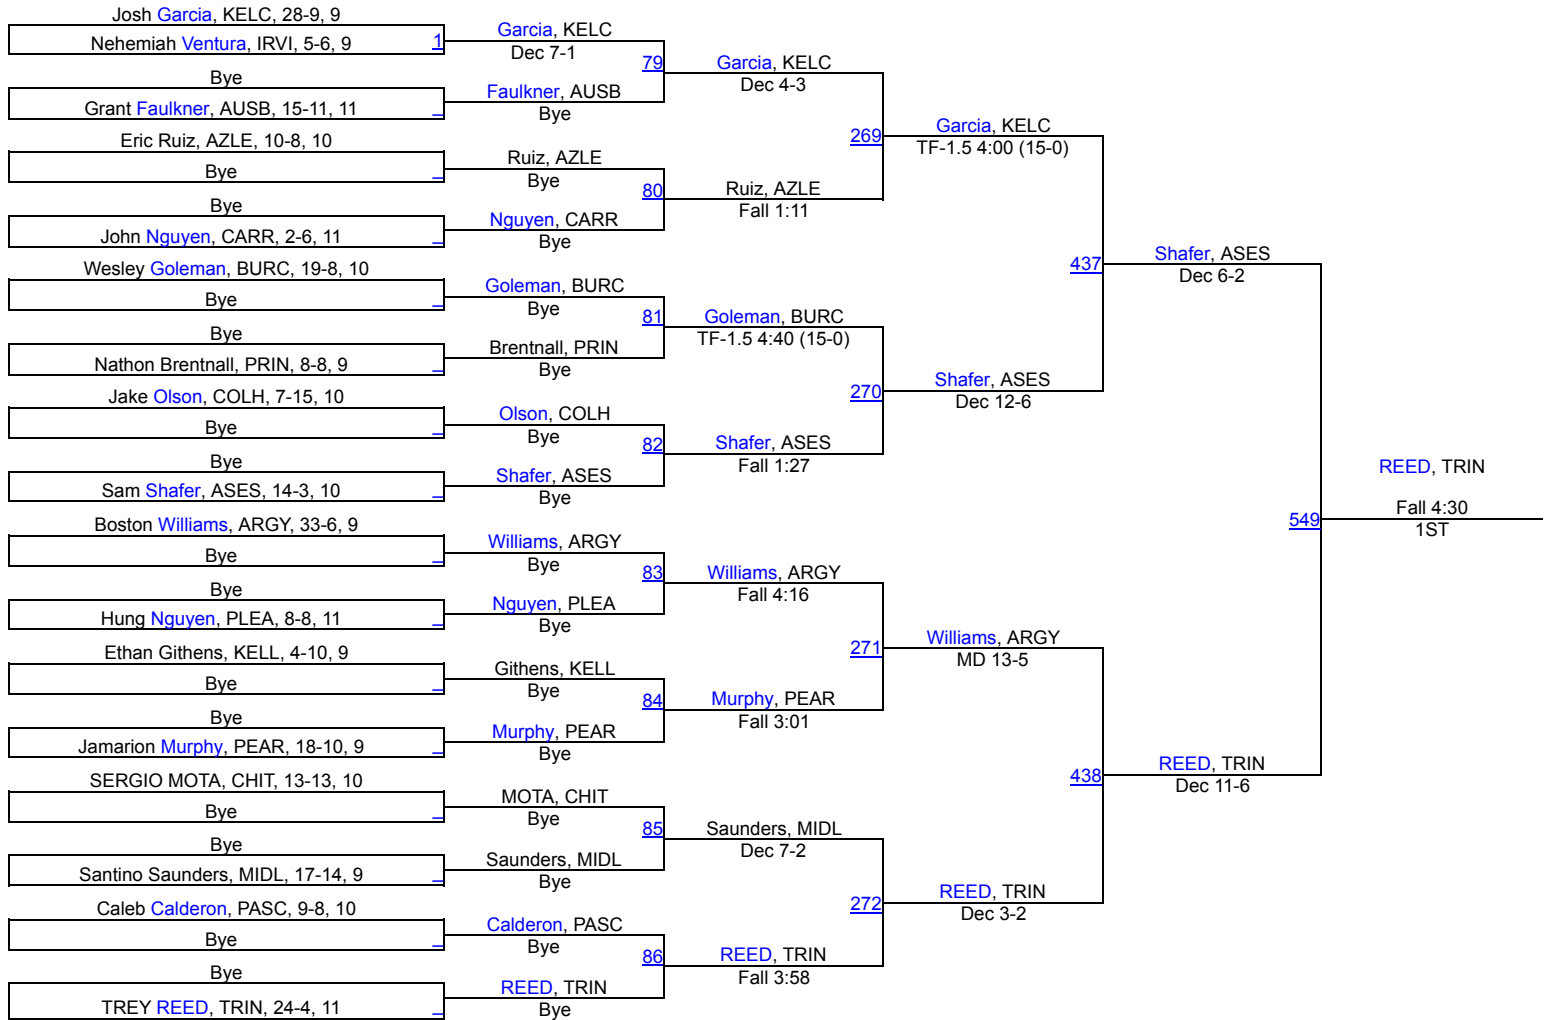 Josh Garcia, KELC, 28-9, 9
Nehemiah Ventura, IRVI, 5-6, 9
1
Bye
Grant Faulkner, AUSB, 15-11, 11
Eric Ruiz, AZLE, 10-8, 10
Bye
Bye
John Nguyen, CARR, 2-6, 11
Wesley Goleman, BURC, 19-8, 10
Bye
Bye
Nathon Brentnall, PRIN, 8-8, 9
Jake Olson, COLH, 7-15, 10
Bye
Bye
Sam Shafer, ASES, 14-3, 10
Boston Williams, ARGY, 33-6, 9
Bye
Bye
Hung Nguyen, PLEA, 8-8, 11
Ethan Githens, KELL, 4-10, 9
Bye
Bye
Jamarion Murphy, PEAR, 18-10, 9
SERGIO MOTA, CHIT, 13-13, 10
Bye
Bye
Santino Saunders, MIDL, 17-14, 9
Caleb Calderon, PASC, 9-8, 10
Bye
Bye
TREY REED, TRIN, 24-4, 11
Garcia, KELC
Dec 7-1
79
Faulkner, AUSB
Bye
Ruiz, AZLE
Bye
80
Nguyen, CARR
Bye
Goleman, BURC
Bye
81
Brentnall, PRIN
Bye
Olson, COLH
Bye
82
Shafer, ASES
Bye
Williams, ARGY
Bye
83
Nguyen, PLEA
Bye
Githens, KELL
Bye
84
Murphy, PEAR
Bye
MOTA, CHIT
Bye
85
Saunders, MIDL
Bye
Calderon, PASC
Bye
86
REED, TRIN
Bye
Garcia, KELC
Dec 4-3
269
Ruiz, AZLE
Fall 1:11
Goleman, BURC
TF-1.5 4:40 (15-0)
270
Shafer, ASES
Fall 1:27
Williams, ARGY
Fall 4:16
271
Murphy, PEAR
Fall 3:01
Saunders, MIDL
Dec 7-2
272
REED, TRIN
Fall 3:58
Garcia, KELC
TF-1.5 4:00 (15-0)
437
Shafer, ASES
Dec 12-6
Williams, ARGY
MD 13-5
438
REED, TRIN
Dec 3-2
Shafer, ASES
Dec 6-2
549
REED, TRIN
Dec 11-6
REED, TRIN
Fall 4:30
1ST